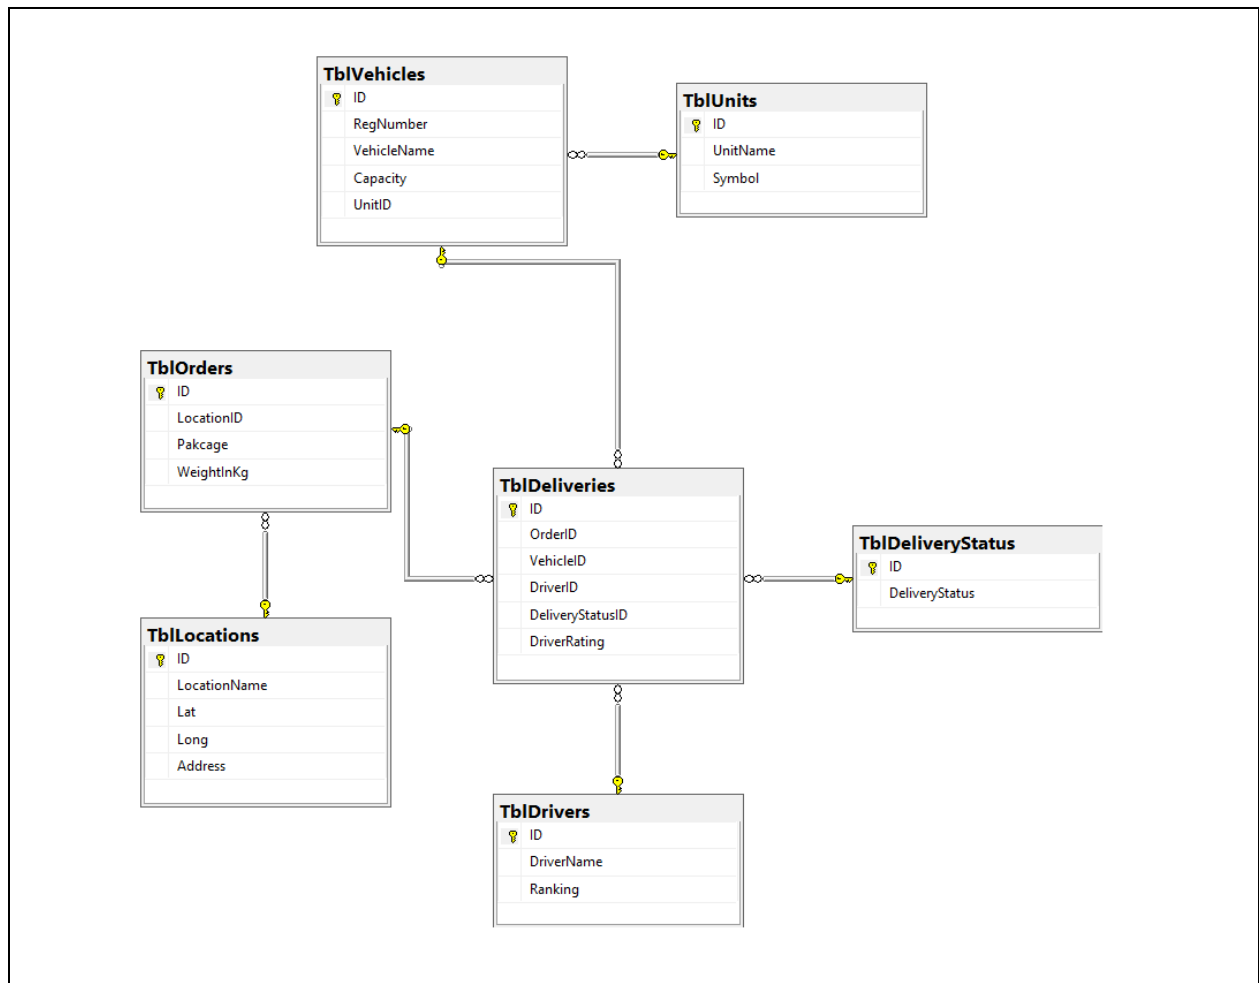 TblVehicles
ID
RegNumber
VehicleName
Capacity
UnitID
TblUnits
ID
UnitName
Symbol
TblOrders
ID
LocationID
Pakcage
WeightInKg
TblDeliveries
ID
OrderID
VehicleID
DriverID
DeliveryStatusID
DriverRating
TblDeliveryStatus
ID
DeliveryStatus
TblLocations
ID
LocationName
Lat
Long
Address
TblDrivers
ID
DriverName
Ranking